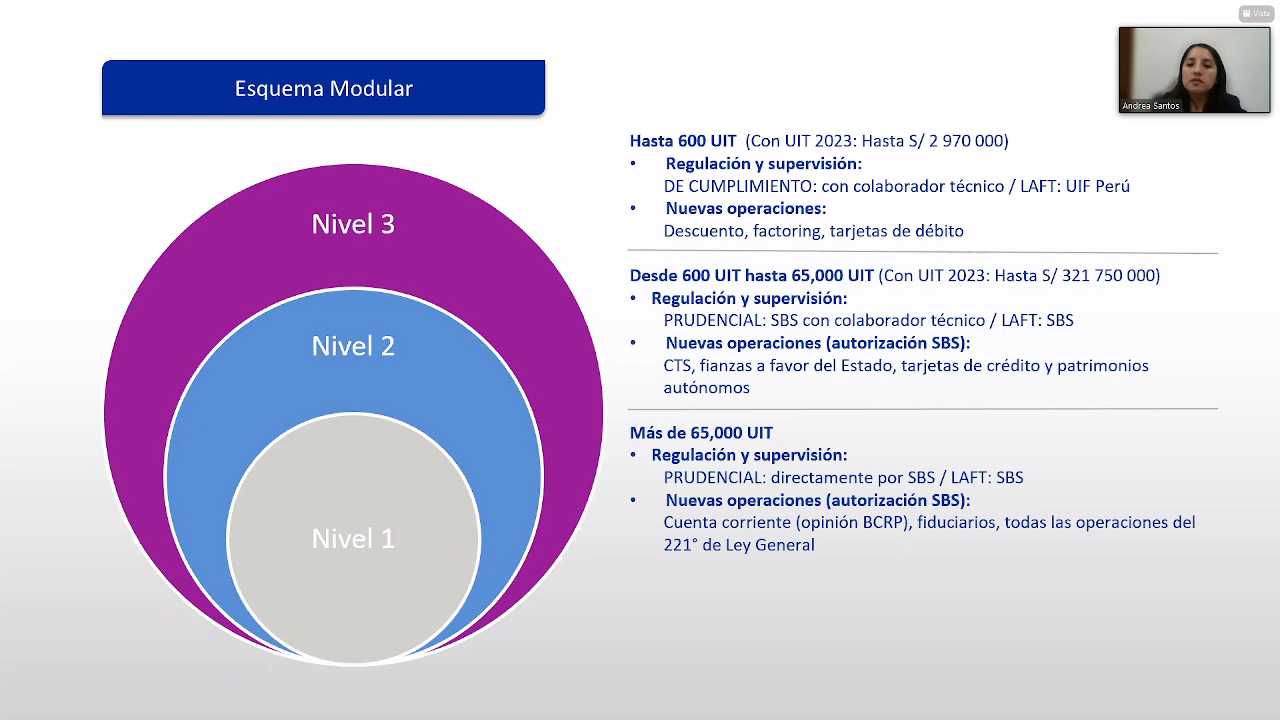 Vista
Esquema Modular
Andrea Santos
Nivel 3
Nivel 2
Nivel 1
Hasta 600 UIT (Con UIT 2023: Hasta S/ 2 970 000)
• Regulación y supervisión:
DE CUMPLIMIENTO: con colaborador técnico / LAFT: UIF Perú
• Nuevas operaciones:
Descuento, factoring, tarjetas de débito
Desde 600 UIT hasta 65,000 UIT (Con UIT 2023: Hasta S/ 321 750 000)
• Regulación y supervisión:
PRUDENCIAL: SBS con colaborador técnico / LAFT: SBS
• Nuevas operaciones (autorización SBS):
CTS, fianzas a favor del Estado, tarjetas de crédito y patrimonios
autónomos
Más de 65,000 UIT
• Regulación y supervisión:
PRUDENCIAL: directamente por SBS / LAFT: SBS
• Nuevas operaciones (autorización SBS):
Cuenta corriente (opinión BCRP), fiduciarios, todas las operaciones del
221° de Ley General